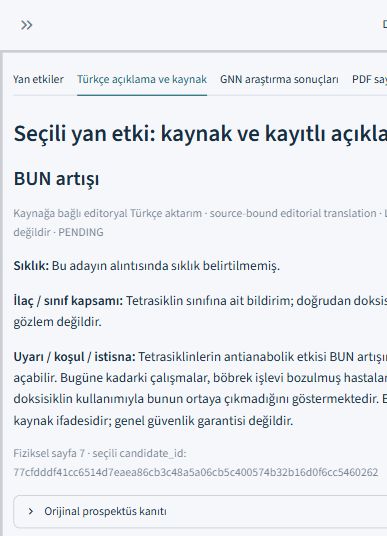 D
Yan etkiler Türkçe açıklama ve kaynak GNN araştırma sonuçları PDF say
Seçili yan etki: kaynak ve kayıtlı açıkla
BUN artışı
Kaynağa bağlı editoryal Türkçe aktarım · source-bound editorial translation · L
değildir · PENDING
Sıklık: Bu adayın alıntısında sıklık belirtilmemiş.
İlaç / sınıf kapsamı: Tetrasiklin sınıfına ait bildirim; doğrudan doksis
gözlem değildir.
Uyarı / koşul / istisna: Tetrasiklinlerin antianabolik etkisi BUN artışın
açabilir. Bugüne kadarki çalışmalar, böbrek işlevi bozulmuş hastalar
doksisiklin kullanımıyla bunun ortaya çıkmadığını göstermektedir. B
kaynak ifadesidir; genel güvenlik garantisi değildir.
Fiziksel sayfa 7 · seçili candidate_id:
77cfdddf41cc6514d7eaea86cb3c48a5a06cb5c400574b32b16d0f6cc5460262
Orijinal prospektüs kanıtı